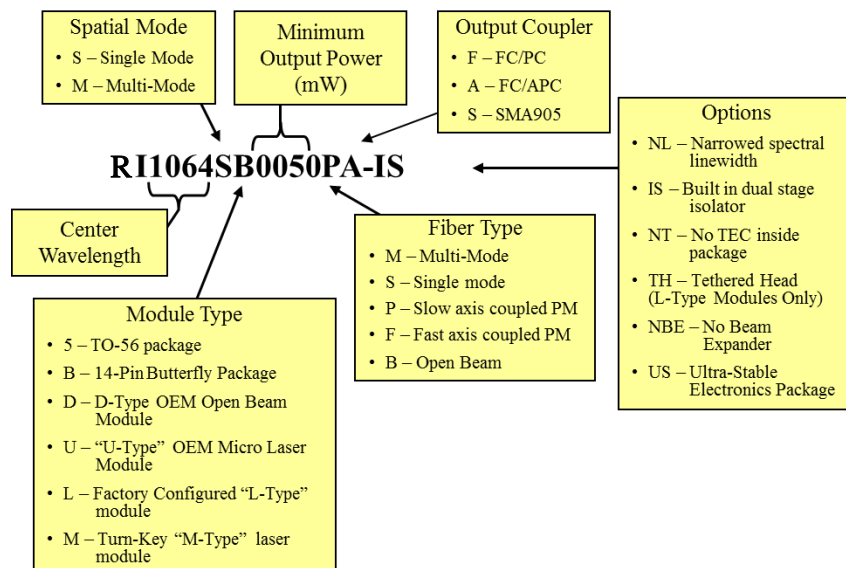 Spatial Mode
• S – Single Mode
• M – Multi-Mode
Minimum
Output Power
(mW)
Output Coupler
• F – FC/PC
• A – FC/APC
• S – SMA905
RI1064SB0050PA-IS
Center
Wavelength
Module Type
• 5 – TO-56 package
• B – 14-Pin Butterfly Package
• D – D-Type OEM Open Beam
Module
• U – “U-Type” OEM Micro Laser
Module
• L – Factory Configured “L-Type”
module
• M – Turn-Key “M-Type” laser
module
Fiber Type
• M – Multi-Mode
• S – Single mode
• P – Slow axis coupled PM
• F – Fast axis coupled PM
• B – Open Beam
Options
• NL – Narrowed spectral
linewidth
• IS – Built in dual stage
isolator
• NT – No TEC inside
package
• TH – Tethered Head
(L-Type Modules Only)
• NBE – No Beam
Expander
• US – Ultra-Stable
Electronics Package